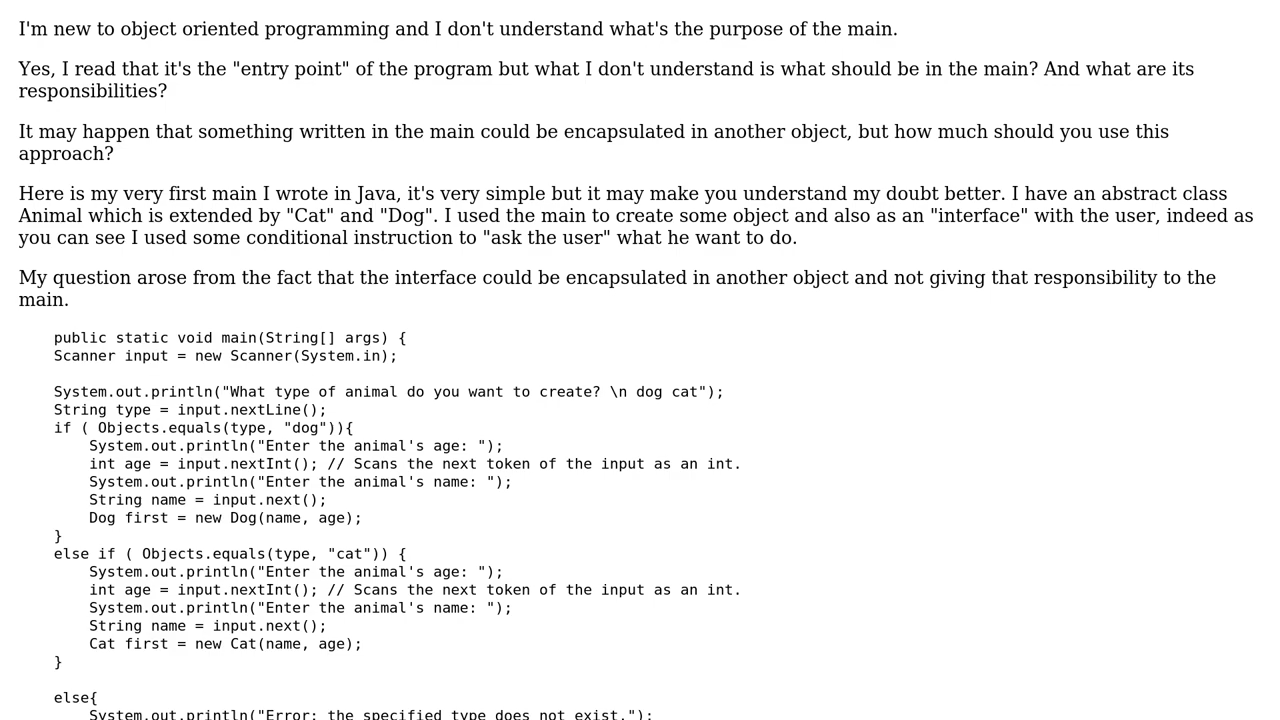 I'm new to object oriented programming and I don't understand what's the purpose of the main.
Yes, I read that it's the "entry point" of the program but what I don't understand is what should be in the main? And what are its
responsibilities?
It may happen that something written in the main could be encapsulated in another object, but how much should you use this
approach?
Here is my very first main I wrote in Java, it's very simple but it may make you understand my doubt better. I have an abstract class
Animal which is extended by "Cat" and "Dog". I used the main to create some object and also as an "interface" with the user, indeed as
you can see I used some conditional instruction to "ask the user" what he want to do.
My question arose from the fact that the interface could be encapsulated in another object and not giving that responsibility to the
main.
public static void main(String[] args) {
Scanner input = new Scanner(System.in);
System.out.println("What type of animal do you want to create? \n dog cat");
String type = input.nextLine();
if ( Objects.equals(type, "dog")){
    System.out.println("Enter the animal's age: ");
    int age = input.nextInt(); // Scans the next token of the input as an int.
    System.out.println("Enter the animal's name: ");
    String name = input.next();
    Dog first = new Dog(name, age);
}
else if ( Objects.equals(type, "cat")) {
    System.out.println("Enter the animal's age: ");
    int age = input.nextInt(); // Scans the next token of the input as an int.
    System.out.println("Enter the animal's name: ");
    String name = input.next();
    Cat first = new Cat(name, age);
}
else{
    System.out.println("Error: the specified type does not exist.");